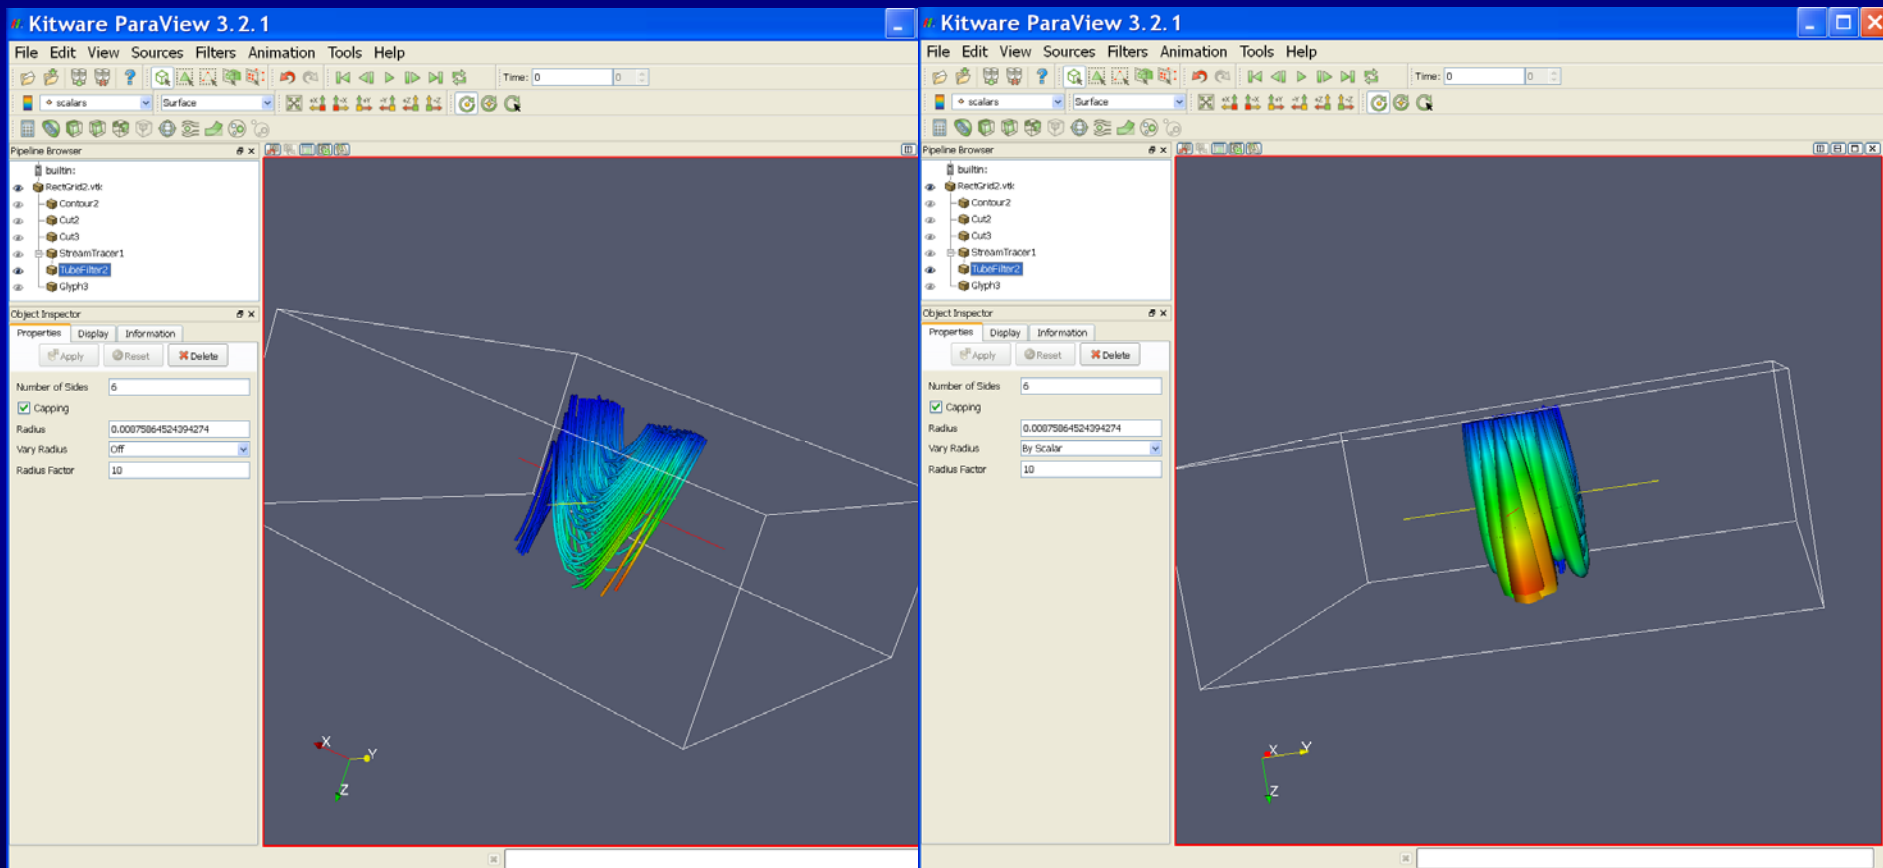 Kitware ParaView 3.2.1
File Edit View Sources Filters Animation Tools Help
Time: 0
0
scalars
Surface
Pipeline Browser
builtin:
RectGrid2.vtk
Contour2
Cut2
Cut3
StreamTracer1
TubeFilter2
Glyph3
Object Inspector
Properties Display Information
Apply Reset Delete
Number of Sides 6
Capping
Radius 0.00875864524394274
Vary Radius Off
Radius Factor 10
X
Y
Z
Kitware ParaView 3.2.1
File Edit View Sources Filters Animation Tools Help
Time: 0
0
scalars
Surface
Pipeline Browser
builtin:
RectGrid2.vtk
Contour2
Cut2
Cut3
StreamTracer1
TubeFilter2
Glyph3
Object Inspector
Properties Display Information
Apply Reset Delete
Number of Sides 6
Capping
Radius 0.00875864524394274
Vary Radius By Scalar
Radius Factor 10
X
Y
Z